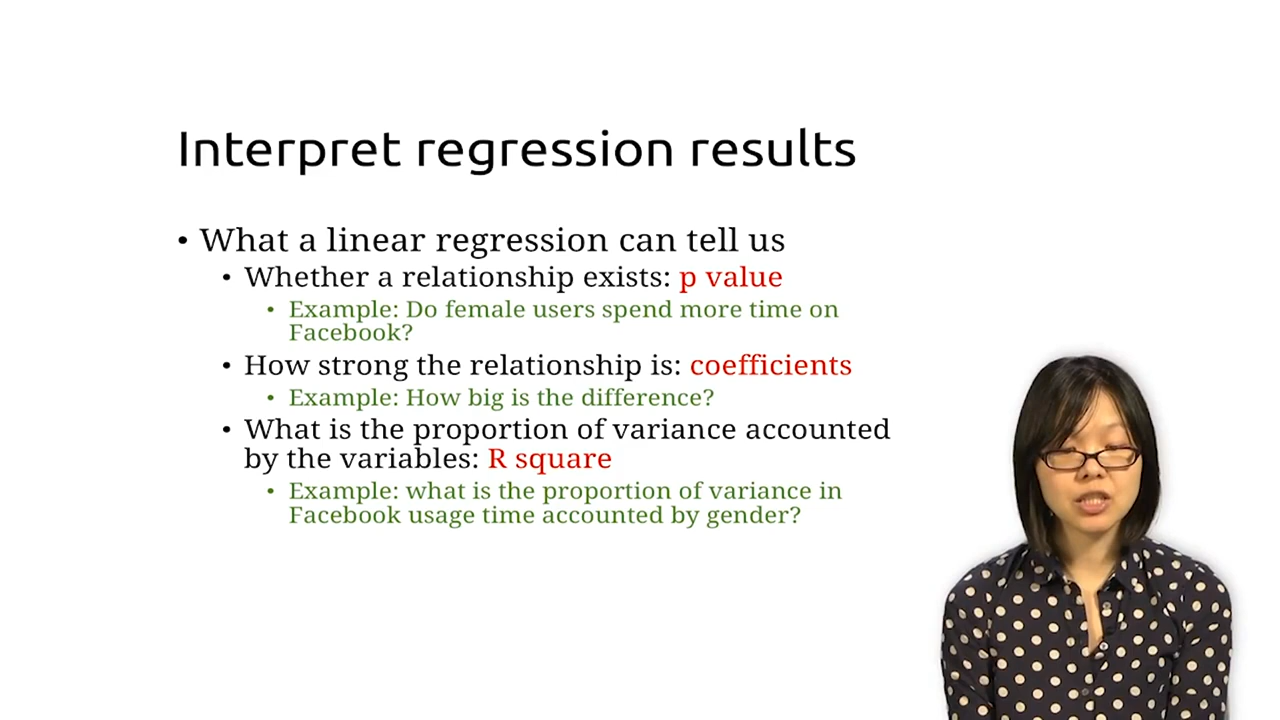 Interpret regression results
• What a linear regression can tell us
• Whether a relationship exists: p value
• Example: Do female users spend more time on
Facebook?
• How strong the relationship is: coefficients
• Example: How big is the difference?
• What is the proportion of variance accounted
by the variables: R square
• Example: what is the proportion of variance in
Facebook usage time accounted by gender?